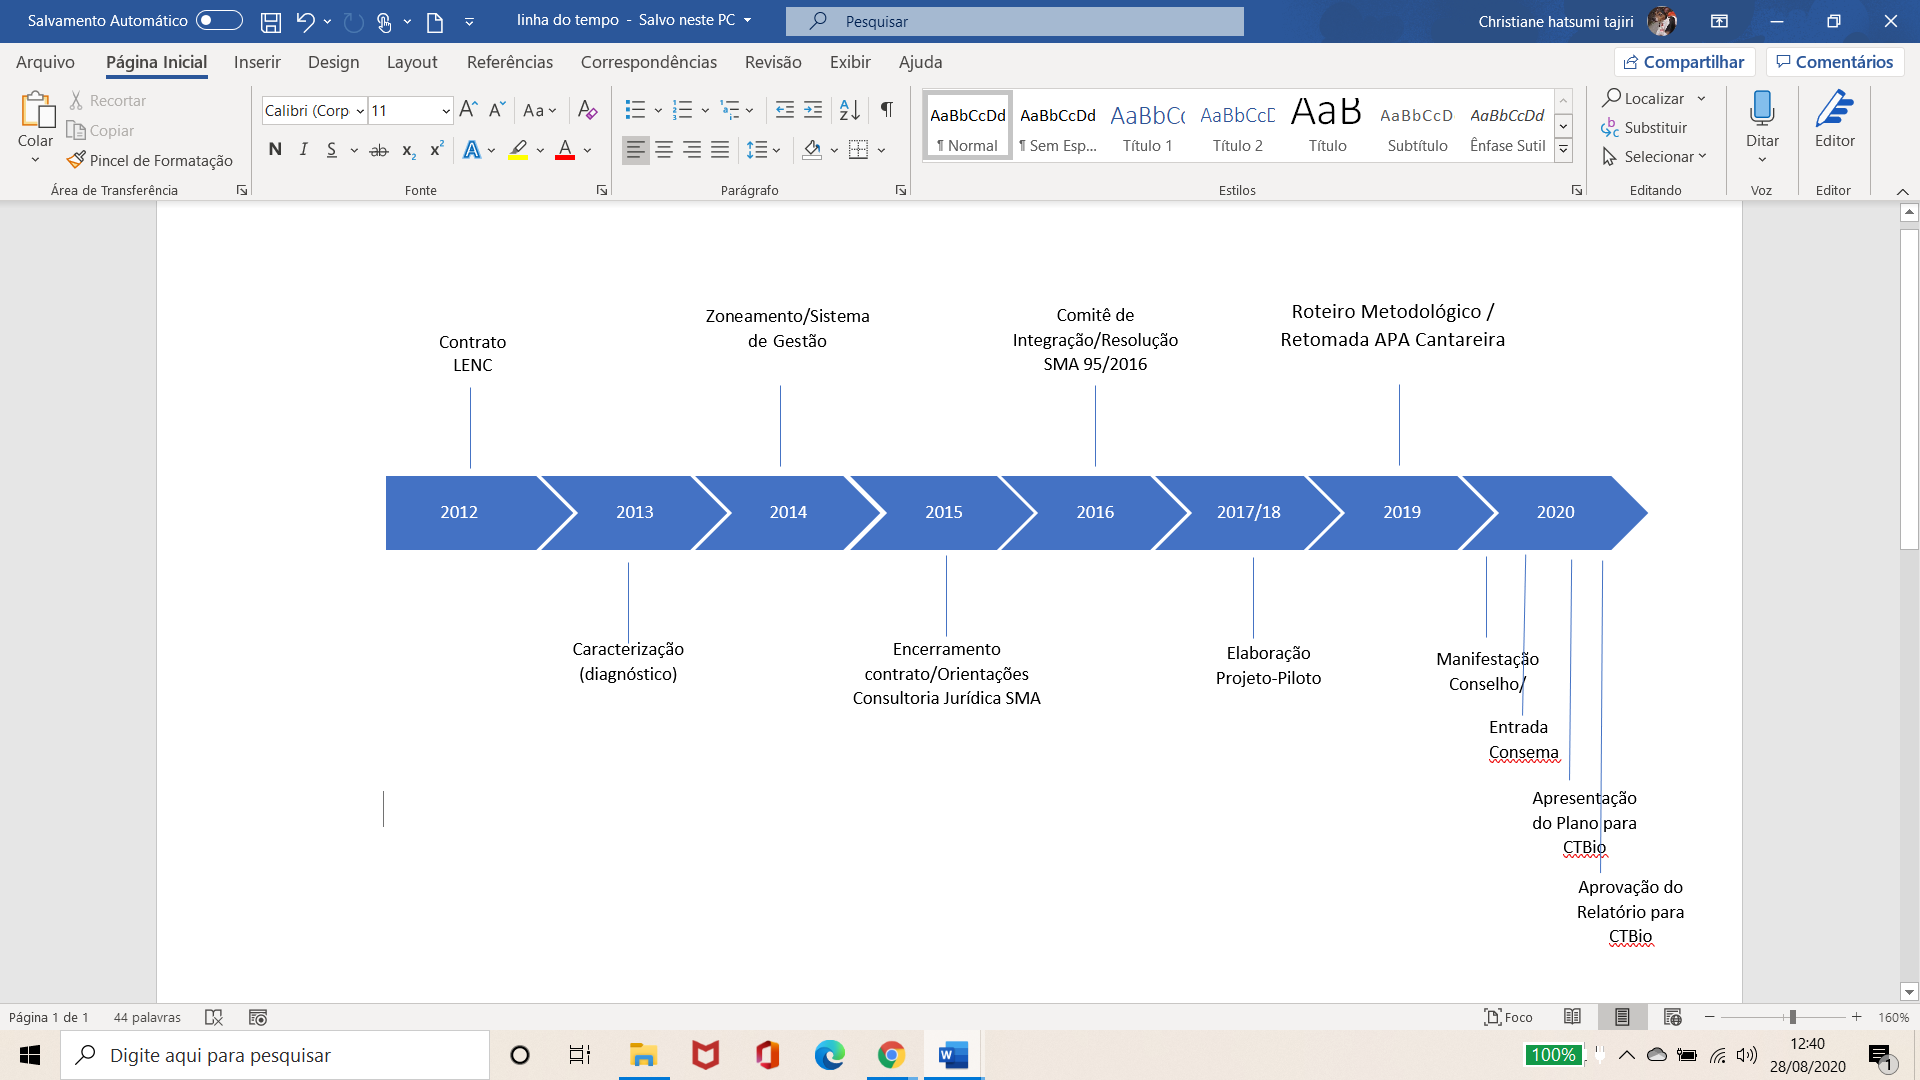 Salvamento Automático
linha do tempo - Salvo neste PC
Pesquisar
Christiane hatsumi tajiri
Arquivo
Página Inicial
Inserir
Design
Layout
Referências
Correspondências
Revisão
Exibir
Ajuda
Compartilhar
Comentários
Colar
Recortar
Copiar
Pincel de Formatação
Área de Transferência
Calibri (Corp
11
Fonte
Parágrafo
AaBbCcDd
¶ Normal
AaBbCcDd
¶ Sem Esp...
AaBbCc
Título 1
AaBbCcE
Título 2
AaB
Título
AaBbCcD
Subtítulo
AaBbCcDd
Ênfase Sutil
Estilos
Localizar
Substituir
Selecionar
Editando
Ditar
Voz
Editor
Editor
Contrato
LENC
Zoneamento/Sistema
de Gestão
Comitê de
Integração/Resolução
SMA 95/2016
Roteiro Metodológico /
Retomada APA Cantareira
2012
2013
2014
2015
2016
2017/18
2019
2020
Caracterização
(diagnóstico)
Encerramento
contrato/Orientações
Consultoria Jurídica SMA
Elaboração
Projeto-Piloto
Manifestação
Conselho/
Entrada
Consema
Apresentação
do Plano para
CTBio
Aprovação do
Relatório para
CTBio
Página 1 de 1
44 palavras
Foco
160%
Digite aqui para pesquisar
100%
12:40
28/08/2020
1